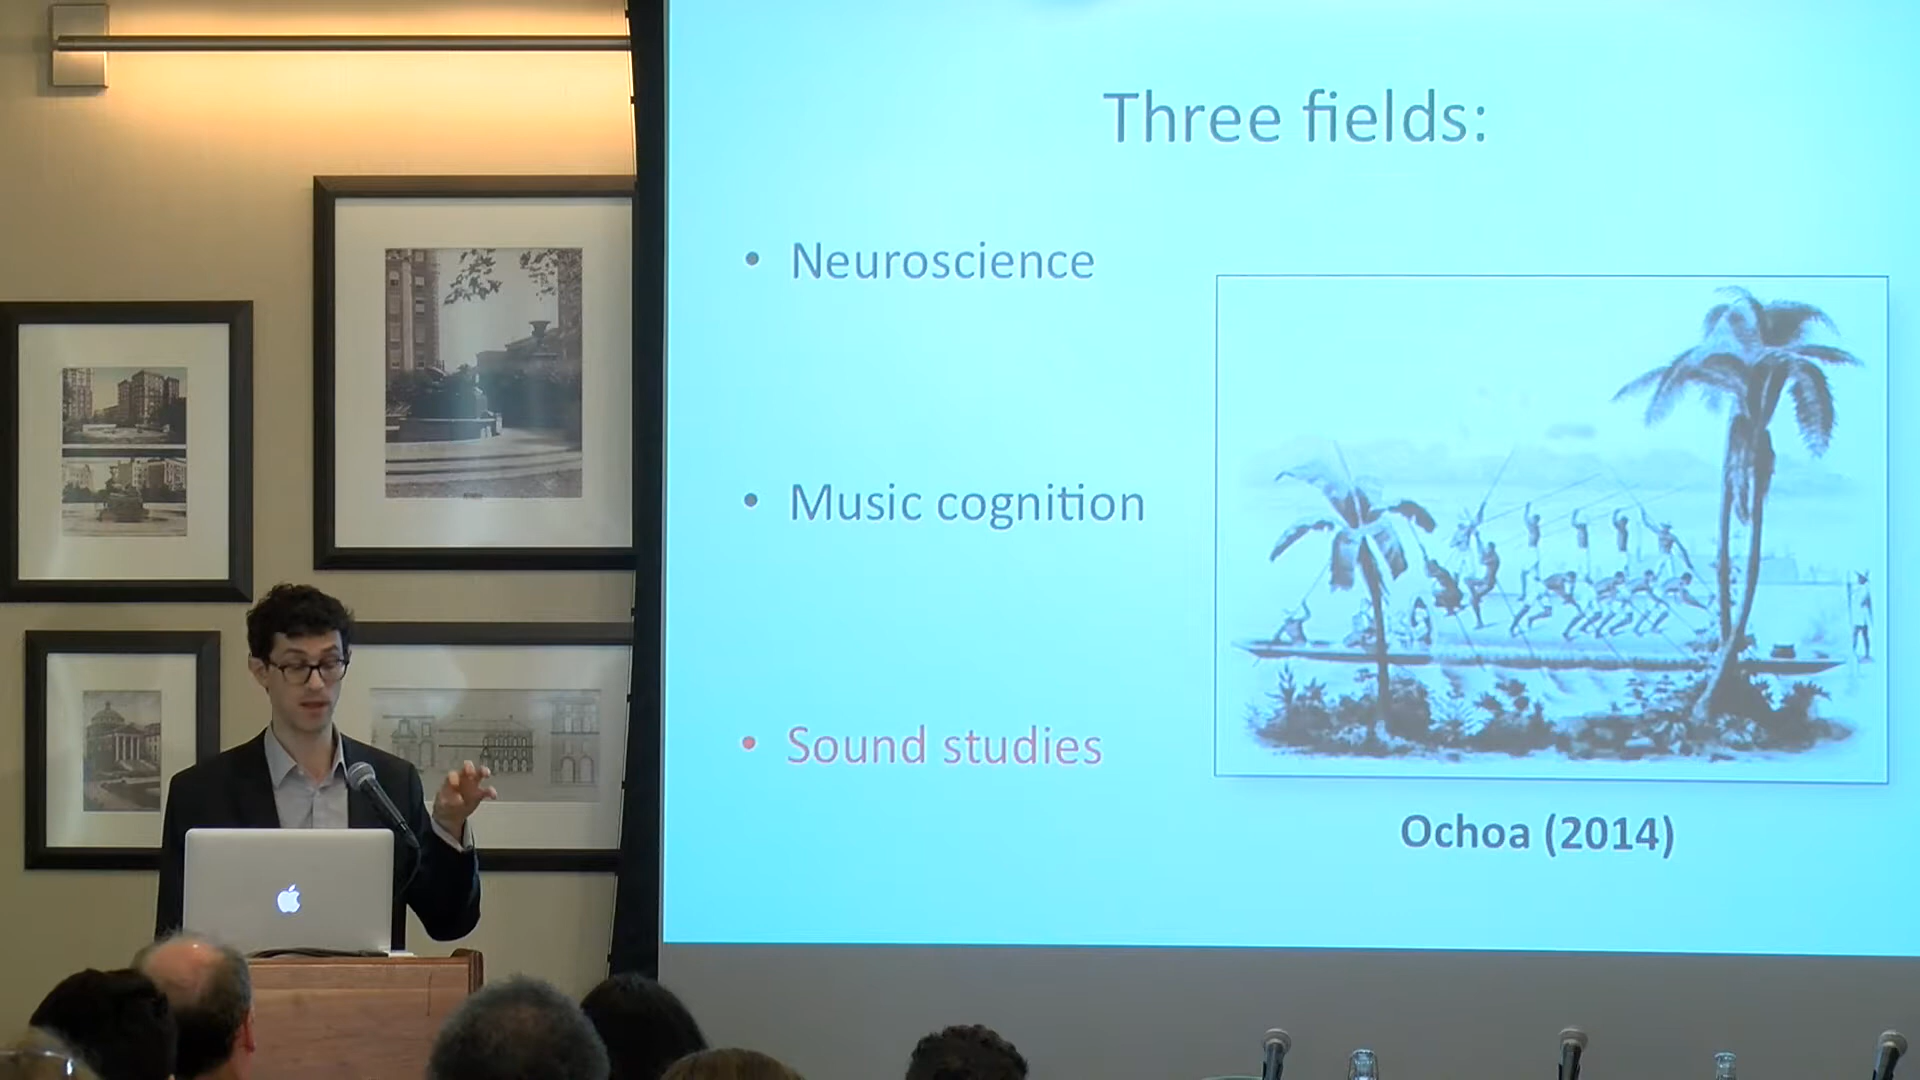 Three fields:
• Neuroscience
• Music cognition
• Sound studies
Ochoa (2014)